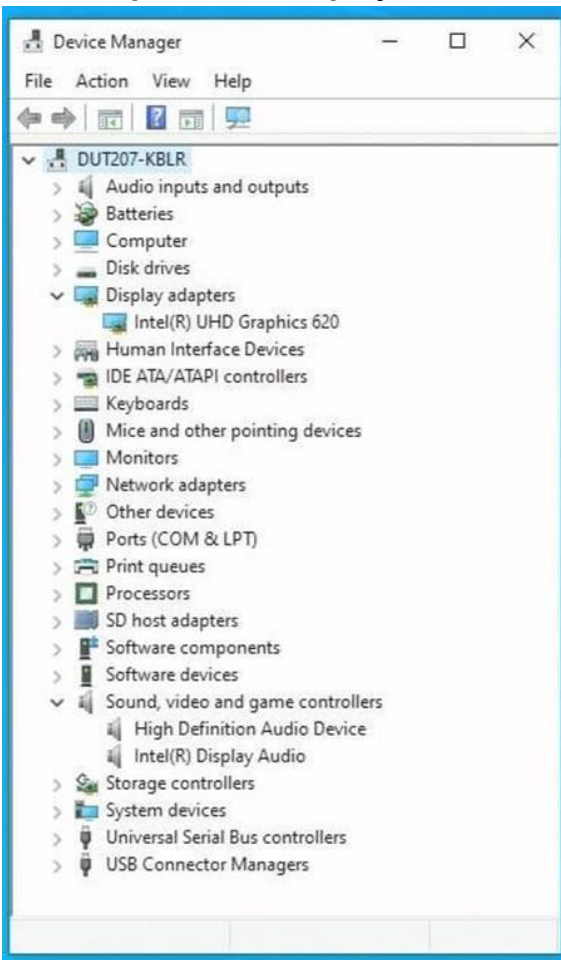 Device Manager
File Action View Help
DUT207-KBLR
Audio inputs and outputs
Batteries
Computer
Disk drives
Display adapters
Intel(R) UHD Graphics 620
Human Interface Devices
IDE ATA/ATAPI controllers
Keyboards
Mice and other pointing devices
Monitors
Network adapters
Other devices
Ports (COM & LPT)
Print queues
Processors
SD host adapters
Software components
Software devices
Sound, video and game controllers
High Definition Audio Device
Intel(R) Display Audio
Storage controllers
System devices
Universal Serial Bus controllers
USB Connector Managers